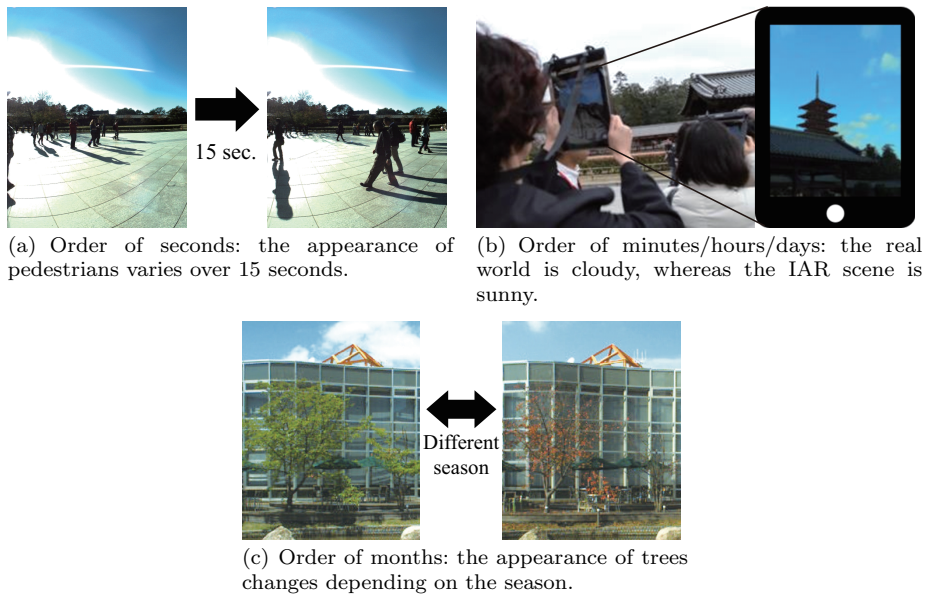 15 sec.
(a) Order of seconds: the appearance of
pedestrians varies over 15 seconds.
(b) Order of minutes/hours/days: the real
world is cloudy, whereas the IAR scene is
sunny.
Different
season
(c) Order of months: the appearance of trees
changes depending on the season.